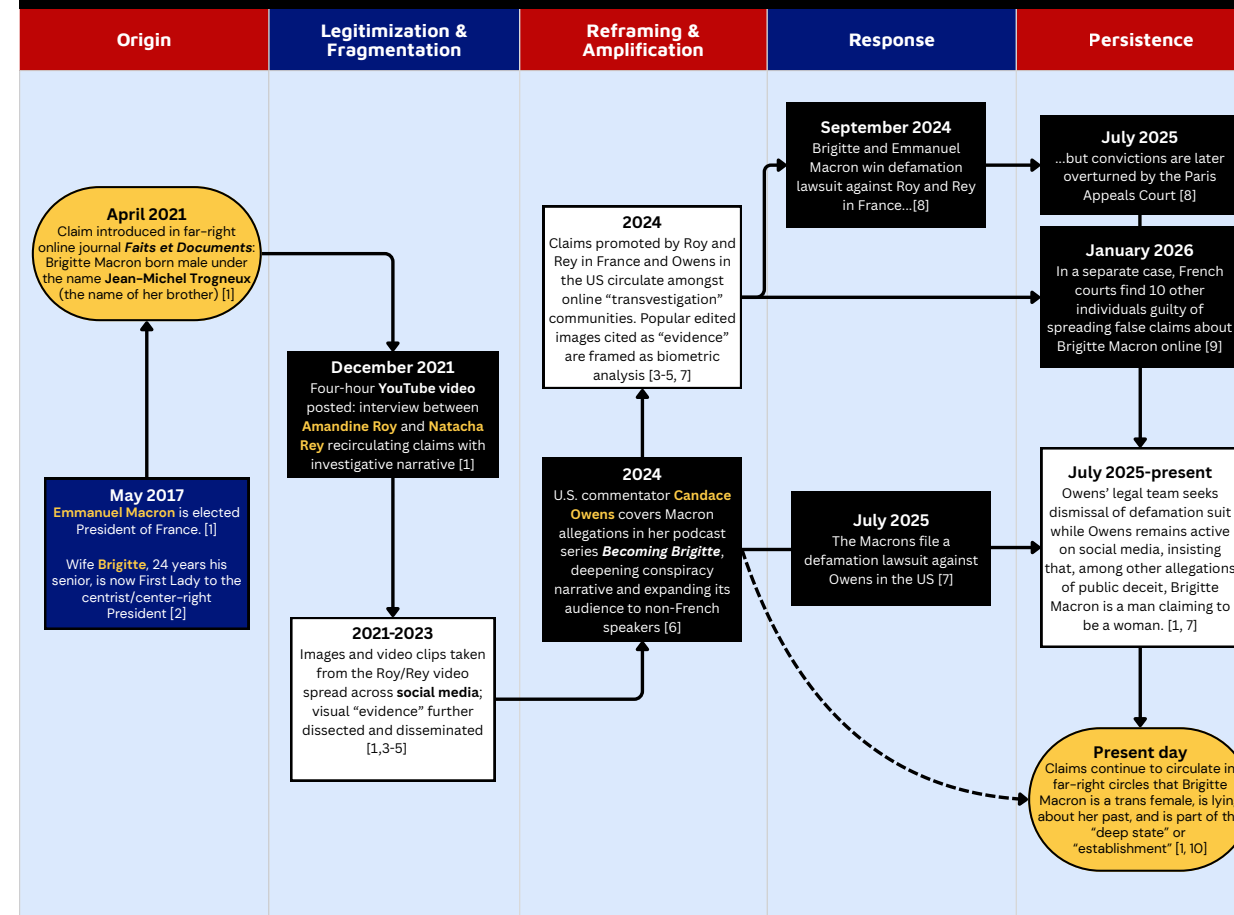 Origin
Legitimization &
Fragmentation
Reframing &
Amplification
Response
Persistence
April 2021
Claim introduced in far-right
online journal Faits et Documents:
Brigitte Macron born male under
the name Jean-Michel Trogneux
(the name of her brother) [1]
May 2017
Emmanuel Macron is elected
President of France. [1]
Wife Brigitte, 24 years his
senior, is now First Lady to the
centrist/center-right
President [2]
December 2021
Four-hour YouTube video
posted: interview between
Amandine Roy and Natacha
Rey recirculating claims with
investigative narrative [1]
2021-2023
Images and video clips taken
from the Roy/Rey video
spread across social media;
visual “evidence” further
dissected and disseminated
[1,3-5]
2024
Claims promoted by Roy and
Rey in France and Owens in
the US circulate amongst
online “transvestigation”
communities. Popular edited
images cited as “evidence”
are framed as biometric
analysis [3-5, 7]
2024
U.S. commentator Candace
Owens covers Macron
allegations in her podcast
series Becoming Brigitte,
deepening conspiracy
narrative and expanding its
audience to non-French
speakers [6]
September 2024
Brigitte and Emmanuel
Macron win defamation
lawsuit against Roy and Rey
in France...[8]
July 2025
The Macrons file a
defamation lawsuit against
Owens in the US [7]
July 2025
...but convictions are later
overturned by the Paris
Appeals Court [8]
January 2026
In a separate case, French
courts find 10 other
individuals guilty of
spreading false claims about
Brigitte Macron online [9]
July 2025-present
Owens’ legal team seeks
dismissal of defamation suit
while Owens remains active
on social media, insisting
that, among other allegations
of public deceit, Brigitte
Macron is a man claiming to
be a woman. [1, 7]
Present day
Claims continue to circulate in
far-right circles that Brigitte
Macron is a trans female, is lyin
about her past, and is part of th
“deep state” or
“establishment” [1, 10]